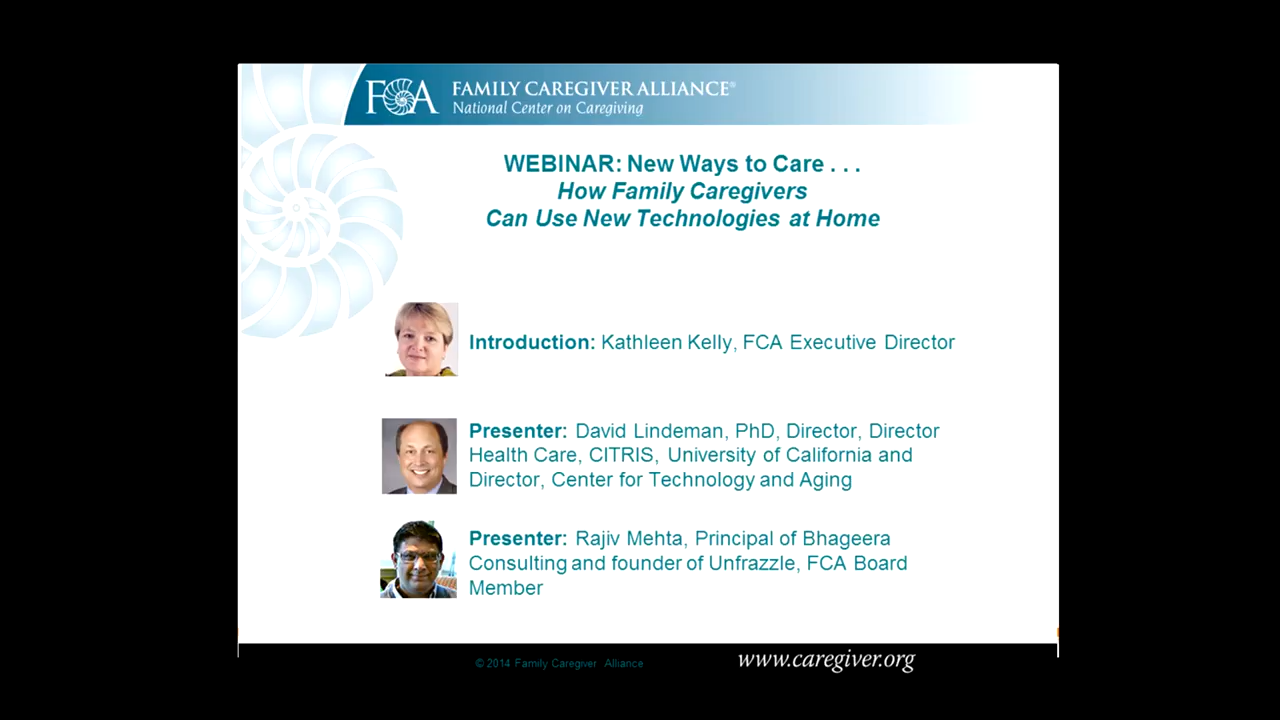 FCA FAMILY CAREGIVER ALLIANCE®
National Center on Caregiving
WEBINAR: New Ways to Care . . .
How Family Caregivers
Can Use New Technologies at Home
Introduction: Kathleen Kelly, FCA Executive Director
Presenter: David Lindeman, PhD, Director, Director
Health Care, CITRIS, University of California and
Director, Center for Technology and Aging
Presenter: Rajiv Mehta, Principal of Bhageera
Consulting and founder of Unfrazzle, FCA Board
Member
© 2014 Family Caregiver Alliance
www.caregiver.org